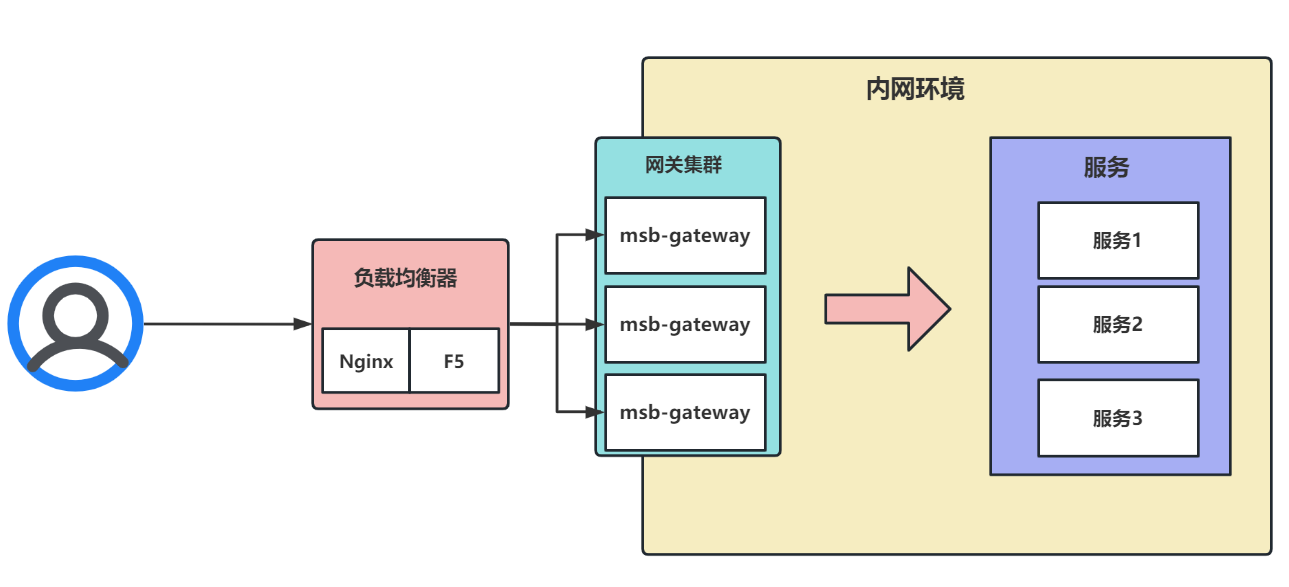 内网环境
网关集群
服务
msb-gateway
服务1
负载均衡器
msb-gateway
服务2
Nginx
F5
msb-gateway
服务3